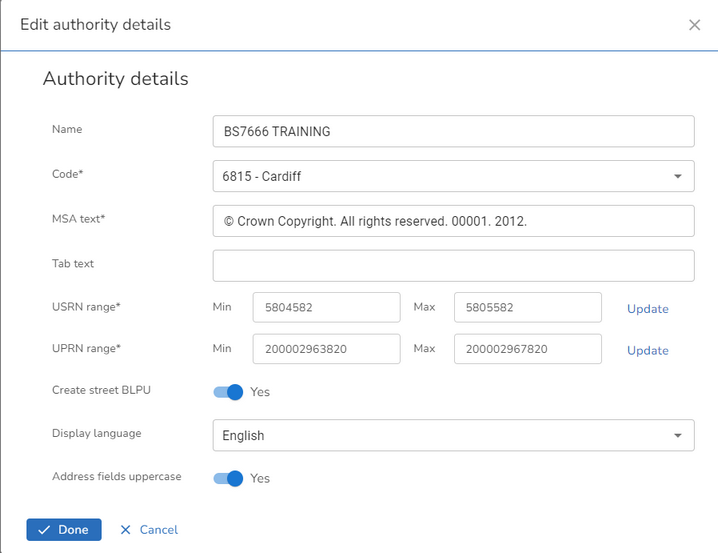 Edit authority details
Authority details
Name BS7666 TRAINING
Code* 6815 - Cardiff
MSA text* © Crown Copyright. All rights reserved. 00001. 2012.
Tab text
USRN range* Min 5804582 Max 5805582 Update
UPRN range* Min 200002963820 Max 200002967820 Update
Create street BLPU Yes
Display language English
Address fields uppercase Yes
Done Cancel